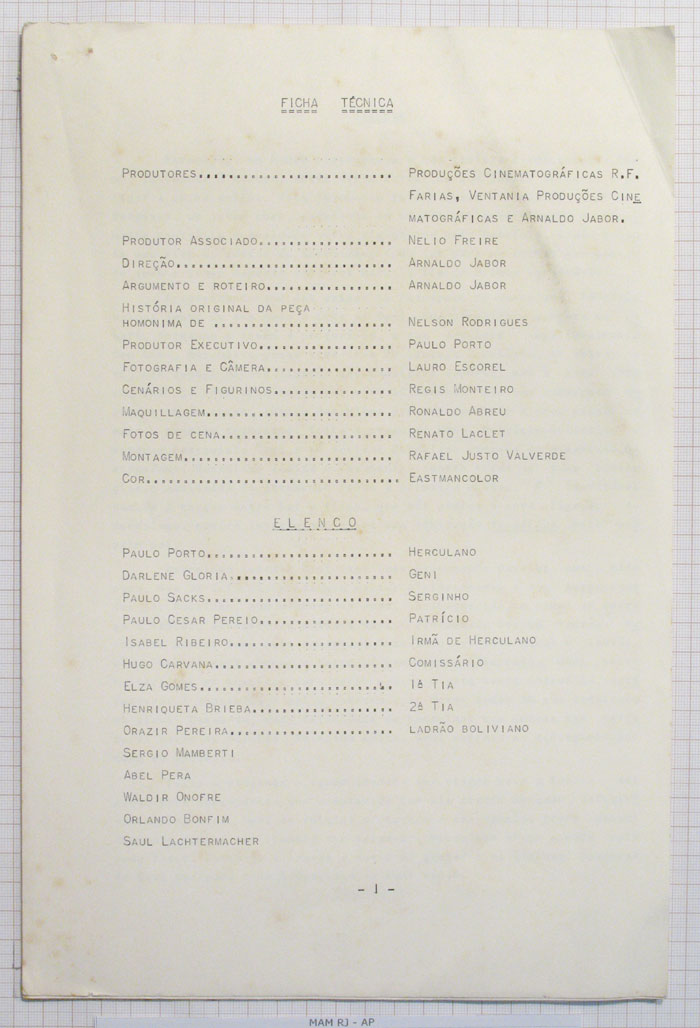 FICHA TÉCNICA
PRODUTORES.......................... PRODUÇÕES CINEMATOGRÁFICAS R.F.
FARIAS, VENTANIA PRODUÇÕES CINE
MATOGRÁFICAS E ARNALDO JABOR.
PRODUTOR ASSOCIADO.................. NELIO FREIRE
DIREÇÃO............................. ARNALDO JABOR
ARGUMENTO E ROTEIRO................. ARNALDO JABOR
HISTÓRIA ORIGINAL DA PEÇA
HOMONIMA DE ........................ NELSON RODRIGUES
PRODUTOR EXECUTIVO.................. PAULO PORTO
FOTOGRAFIA E CÂMERA................. LAURO ESCOREL
CENÁRIOS E FIGURINOS................ REGIS MONTEIRO
MAQUILLAGEM......................... RONALDO ABREU
FOTOS DE CENA....................... RENATO LACLET
MONTAGEM............................ RAFAEL JUSTO VALVERDE
COR.................................. EASTMANCOLOR
ELENCO
PAULO PORTO......................... HERCULANO
DARLENE GLORIA...................... GENI
PAULO SACKS......................... SERGINHO
PAULO CESAR PEREIO.................. PATRÍCIO
ISABEL RIBEIRO...................... IRMÃ DE HERCULANO
HUGO CARVANA........................ COMISSÁRIO
ELZA GOMES.......................... 1ª TIA
HENRIQUETA BRIEBA................... 2ª TIA
ORAZIR PEREIRA...................... LADRÃO BOLIVIANO
SERGIO MAMBERTI
ABEL PERA
WALDIR ONOFRE
ORLANDO BONFIM
SAUL LACHTERMACHER
- 1 -
MAM RJ - AP